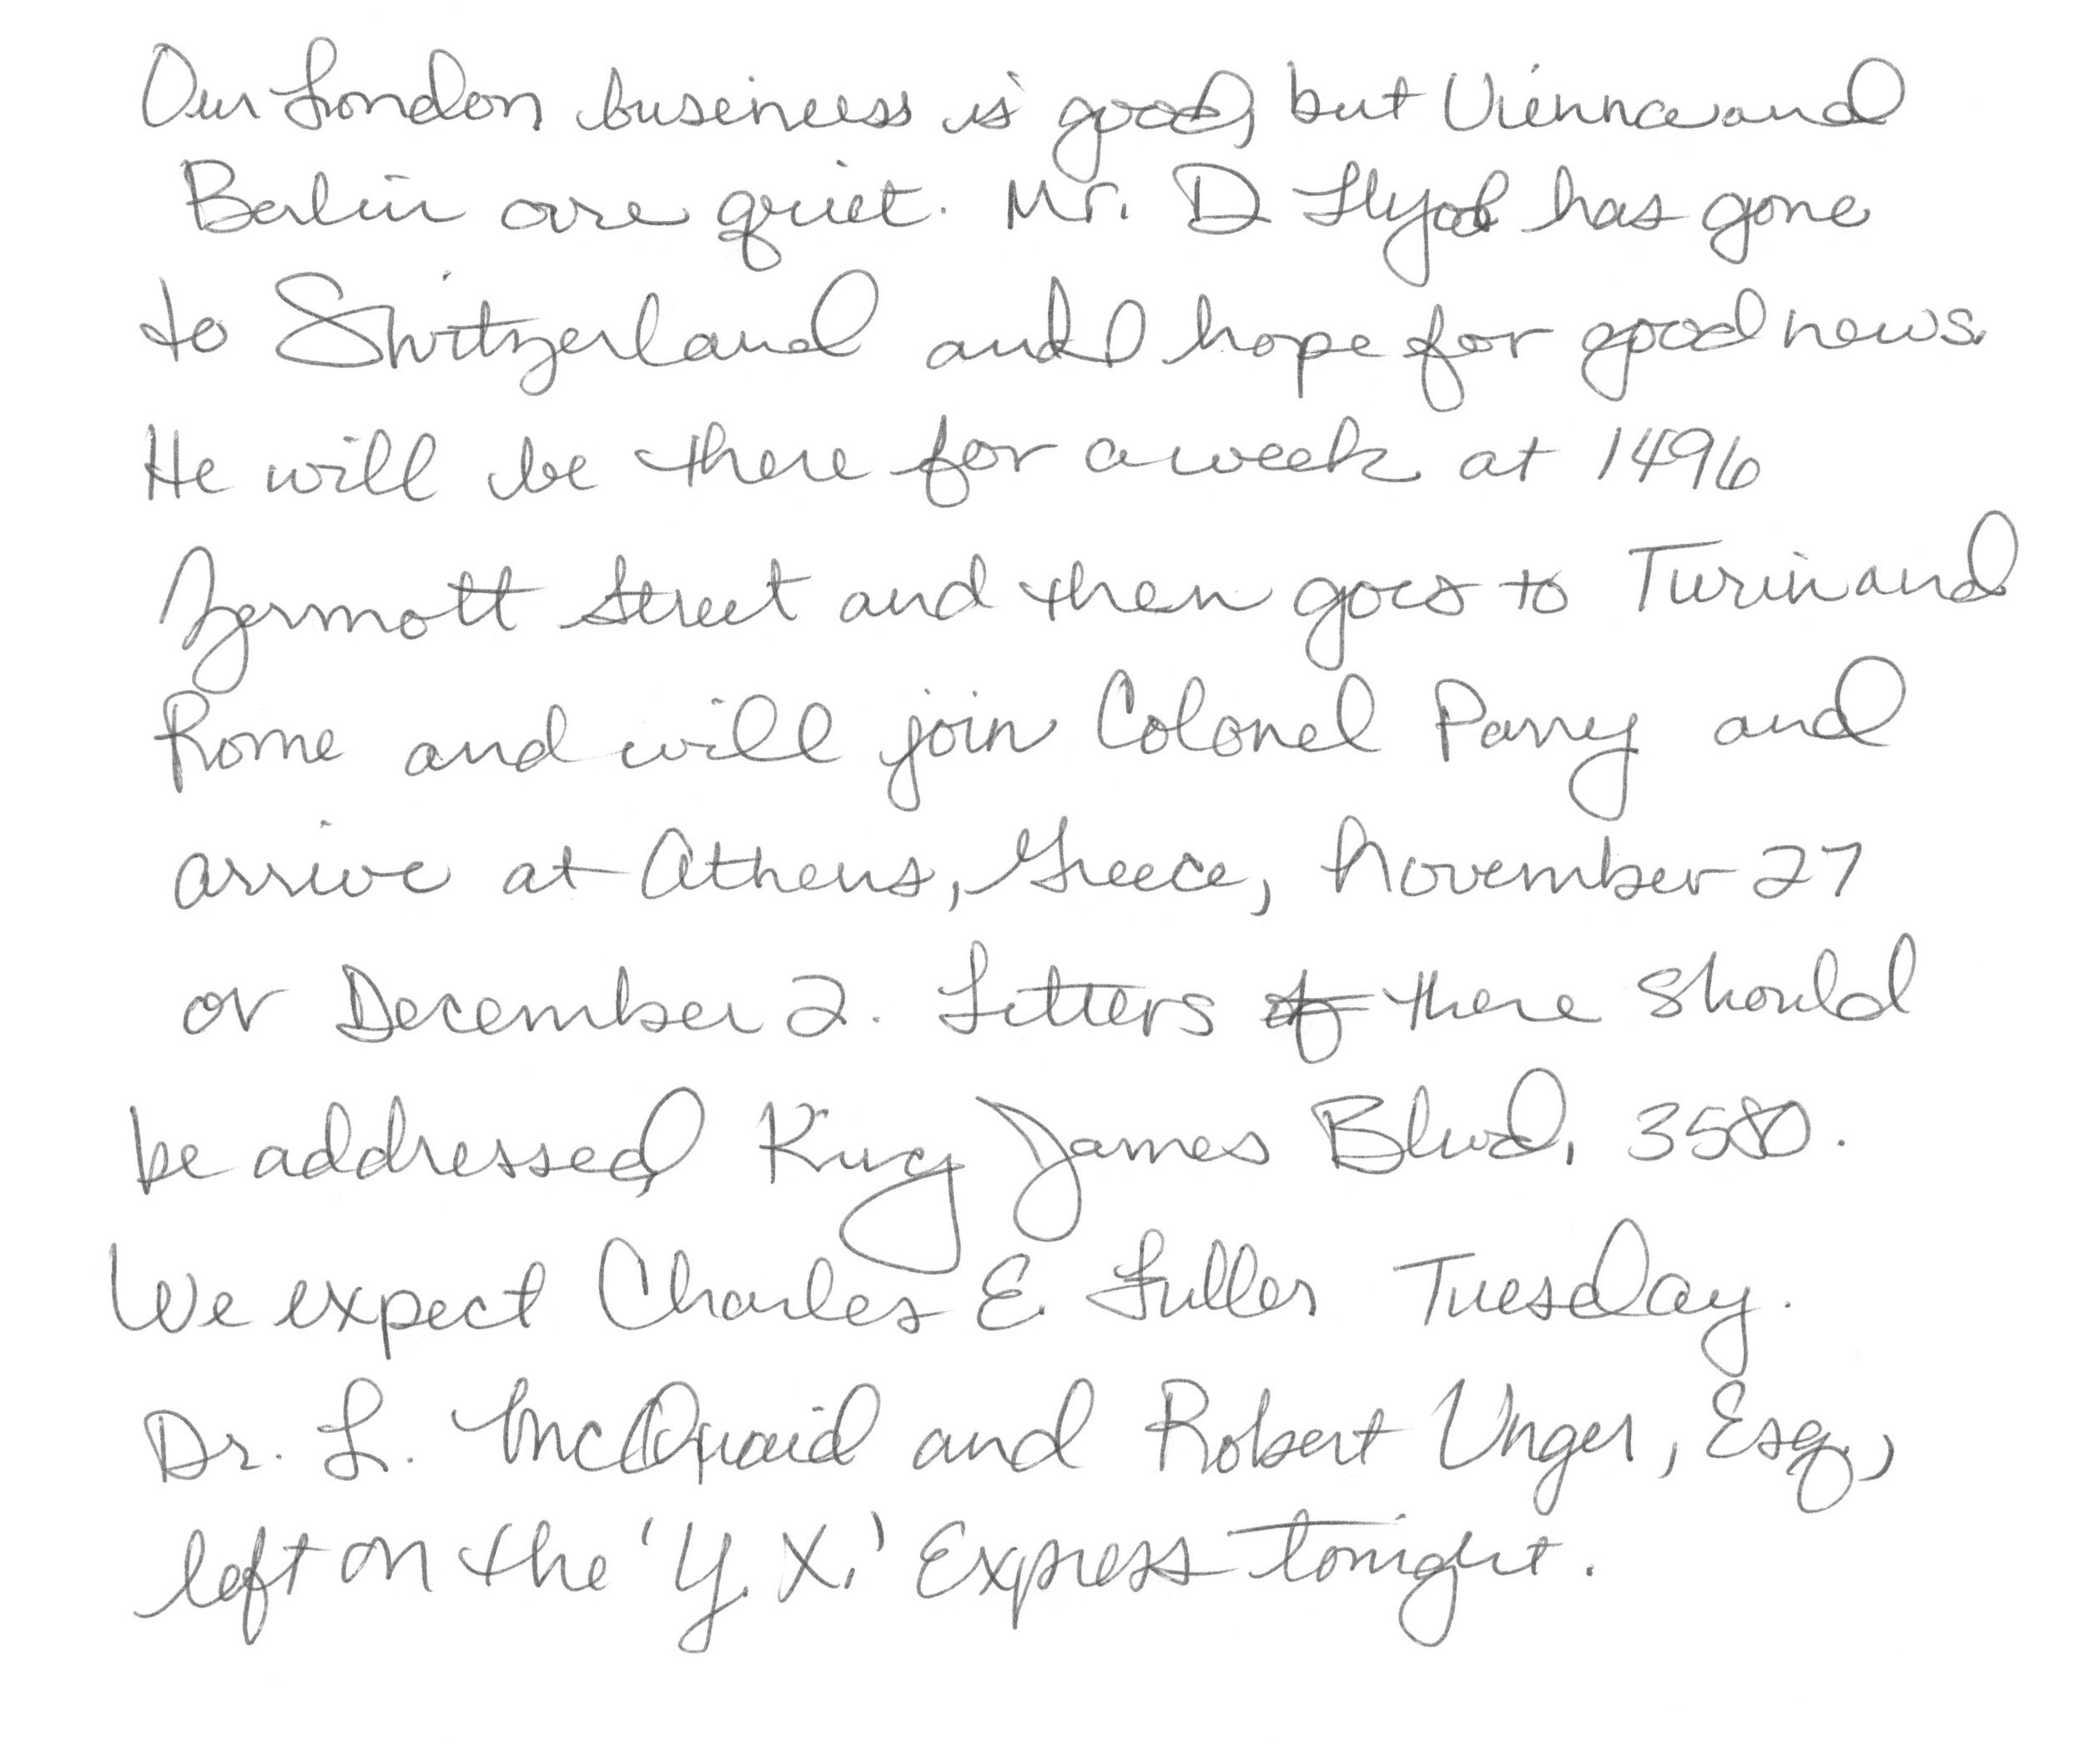 Our London business is good, but Vienna and
Berlin are quiet. Mr. D has gone
to Switzerland and I hope for good news.
He will be there for a week at 1496
Zermott Street and then goes to Turin and
Rome and will join Colonel Parry and
arrive at Athens, Greece, November 27
or December 2. Letters there should
be addressed King James Blvd. 3580.
We expect Charles E. Fuller Tuesday.
Dr. L. McQuaid and Robert Unger, Esq.,
left on the 'Y. X.' Express tonight.